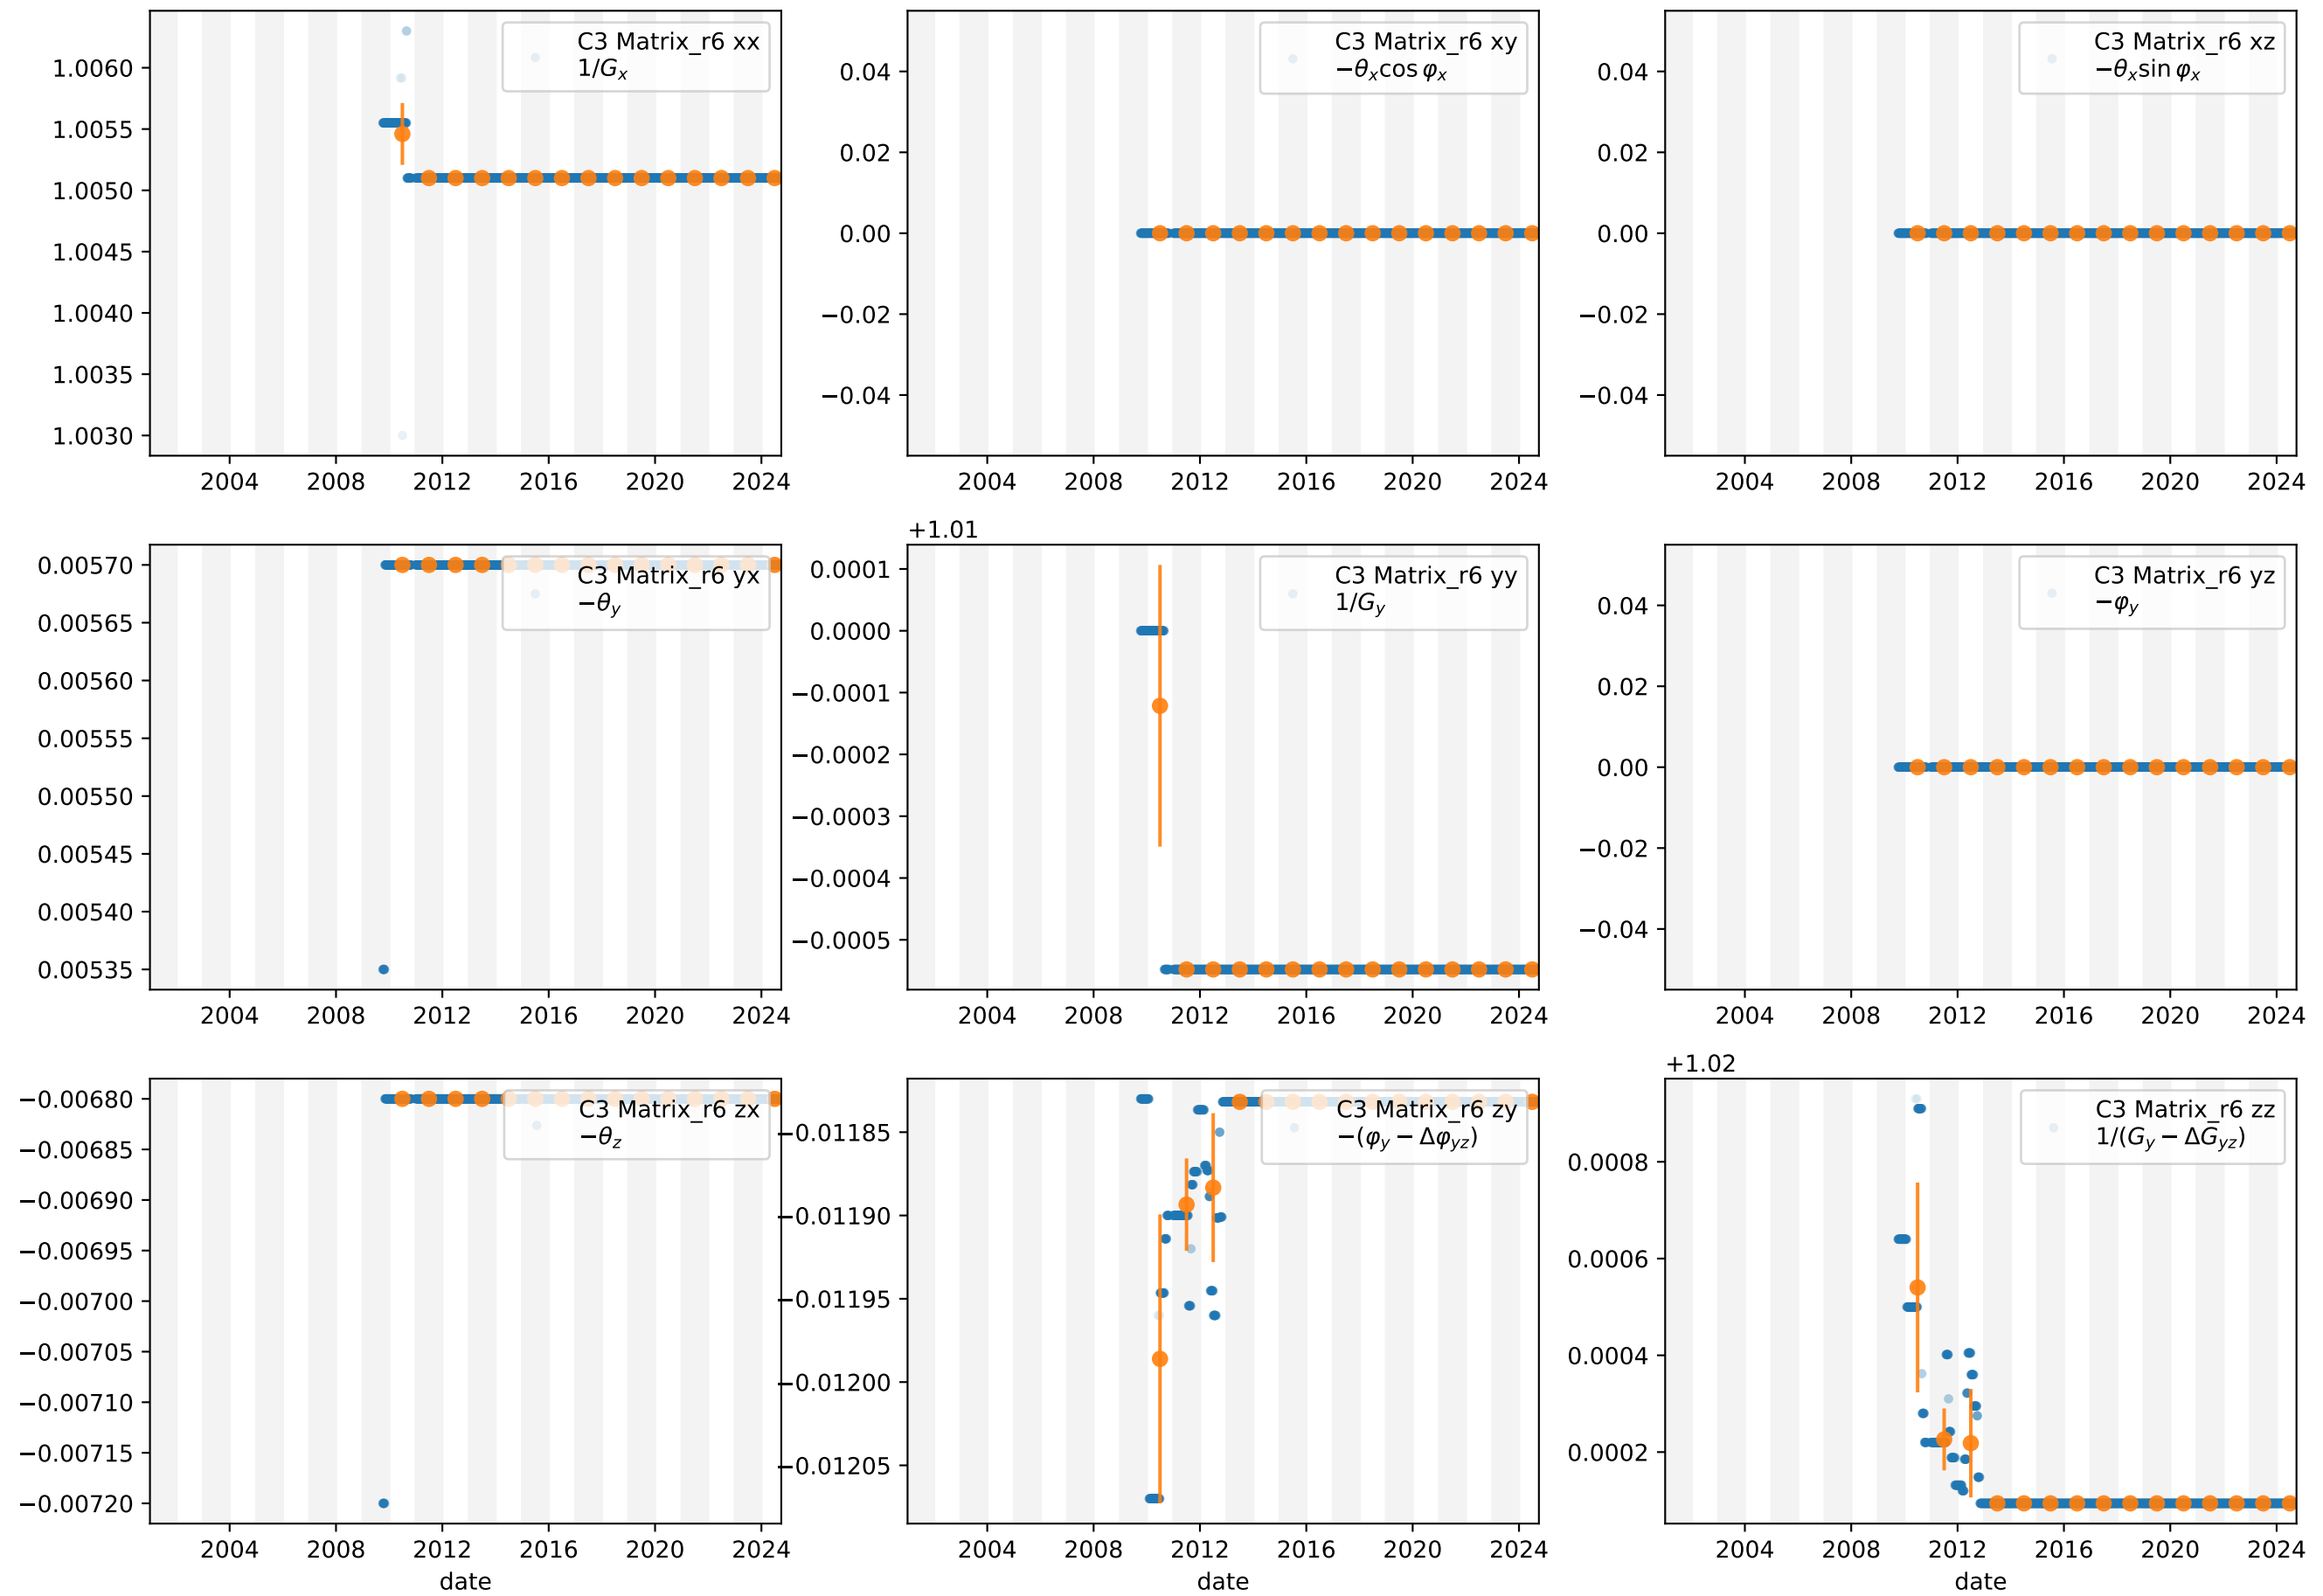 1.0060
1.0055
1.0050
1.0045
1.0040
1.0035
1.0030
C3 Matrix_r6 xx
1/Gₓ
2004 2008 2012 2016 2020 2024
0.04
0.02
0.00
−0.02
−0.04
C3 Matrix_r6 xy
−θₓcos φₓ
2004 2008 2012 2016 2020 2024
0.04
0.02
0.00
−0.02
−0.04
C3 Matrix_r6 xz
−θₓsin φₓ
2004 2008 2012 2016 2020 2024
0.00570
0.00565
0.00560
0.00555
0.00550
0.00545
0.00540
0.00535
C3 Matrix_r6 yx
−θ_y
2004 2008 2012 2016 2020 2024
+1.01
0.0001
0.0000
−0.0001
−0.0002
−0.0003
−0.0004
−0.0005
C3 Matrix_r6 yy
1/G_y
2004 2008 2012 2016 2020 2024
0.04
0.02
0.00
−0.02
−0.04
C3 Matrix_r6 yz
−φ_y
2004 2008 2012 2016 2020 2024
−0.00680
−0.00685
−0.00690
−0.00695
−0.00700
−0.00705
−0.00710
−0.00715
−0.00720
C3 Matrix_r6 zx
−θ_z
2004 2008 2012 2016 2020 2024
date
−0.01185
−0.01190
−0.01195
−0.01200
−0.01205
C3 Matrix_r6 zy
−(φ_y − Δφ_yz)
2004 2008 2012 2016 2020 2024
date
+1.02
0.0008
0.0006
0.0004
0.0002
C3 Matrix_r6 zz
1/(G_y − ΔG_yz)
2004 2008 2012 2016 2020 2024
date